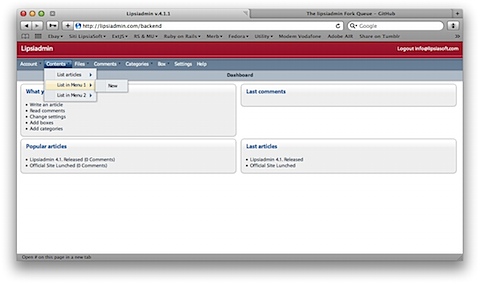 Lipsiadmin v.4.1.1
The lipsiadmin Fork Queue - GitHub
http://lipsiadmin.com/backend
Google
Ebay Siti LipsiaSoft ExtJS RS & MU Ruby on Rails Merb Framework Utility Modem Vodafone Adobe AIR Share on Tumblr
Lipsiadmin
Logout info@lipsiasoft.com
Account Contents Files Comments Categories Box Settings Help
Dashboard
List articles
List in Menu 1
New
List in Menu 2
What y
Write an article
Read comments
Change settings
Add boxes
Add categories
Last comments
Popular articles
Lipsiadmin 4.1. Released (0 Comments)
Official Site Lunched (0 Comments)
Last articles
Lipsiadmin 4.1. Released
Official Site Lunched
Open # on this page in a new tab